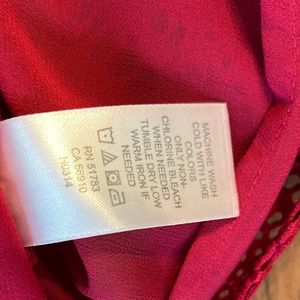 MACHINE WASH
COLD WITH LIKE
COLORS
ONLY NON-
CHLORINE BLEACH
WHEN NEEDED
TUMBLE DRY LOW
WARM IRON IF
NEEDED
RN 51783
CA 56910
H0314